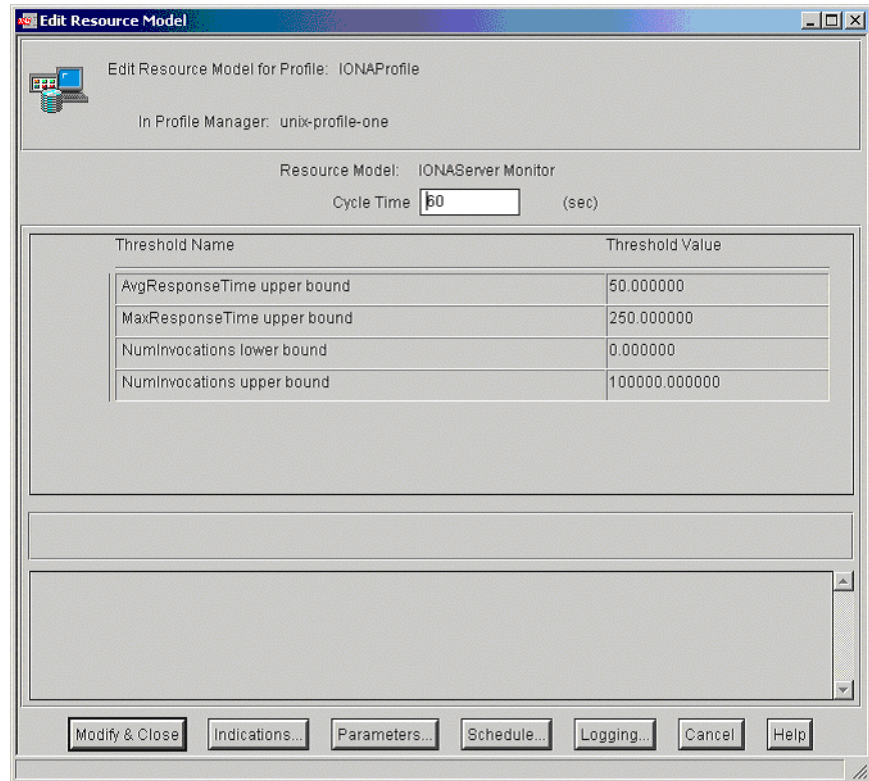 Edit Resource Model
Edit Resource Model for Profile: IONAProfile
In Profile Manager: unix-profile-one
Resource Model: IONAServer Monitor
Cycle Time 60 (sec)
Threshold Name Threshold Value
AvgResponseTime upper bound 50.000000
MaxResponseTime upper bound 250.000000
NumInvocations lower bound 0.000000
NumInvocations upper bound 100000.000000
Modify & Close Indications... Parameters... Schedule... Logging... Cancel Help